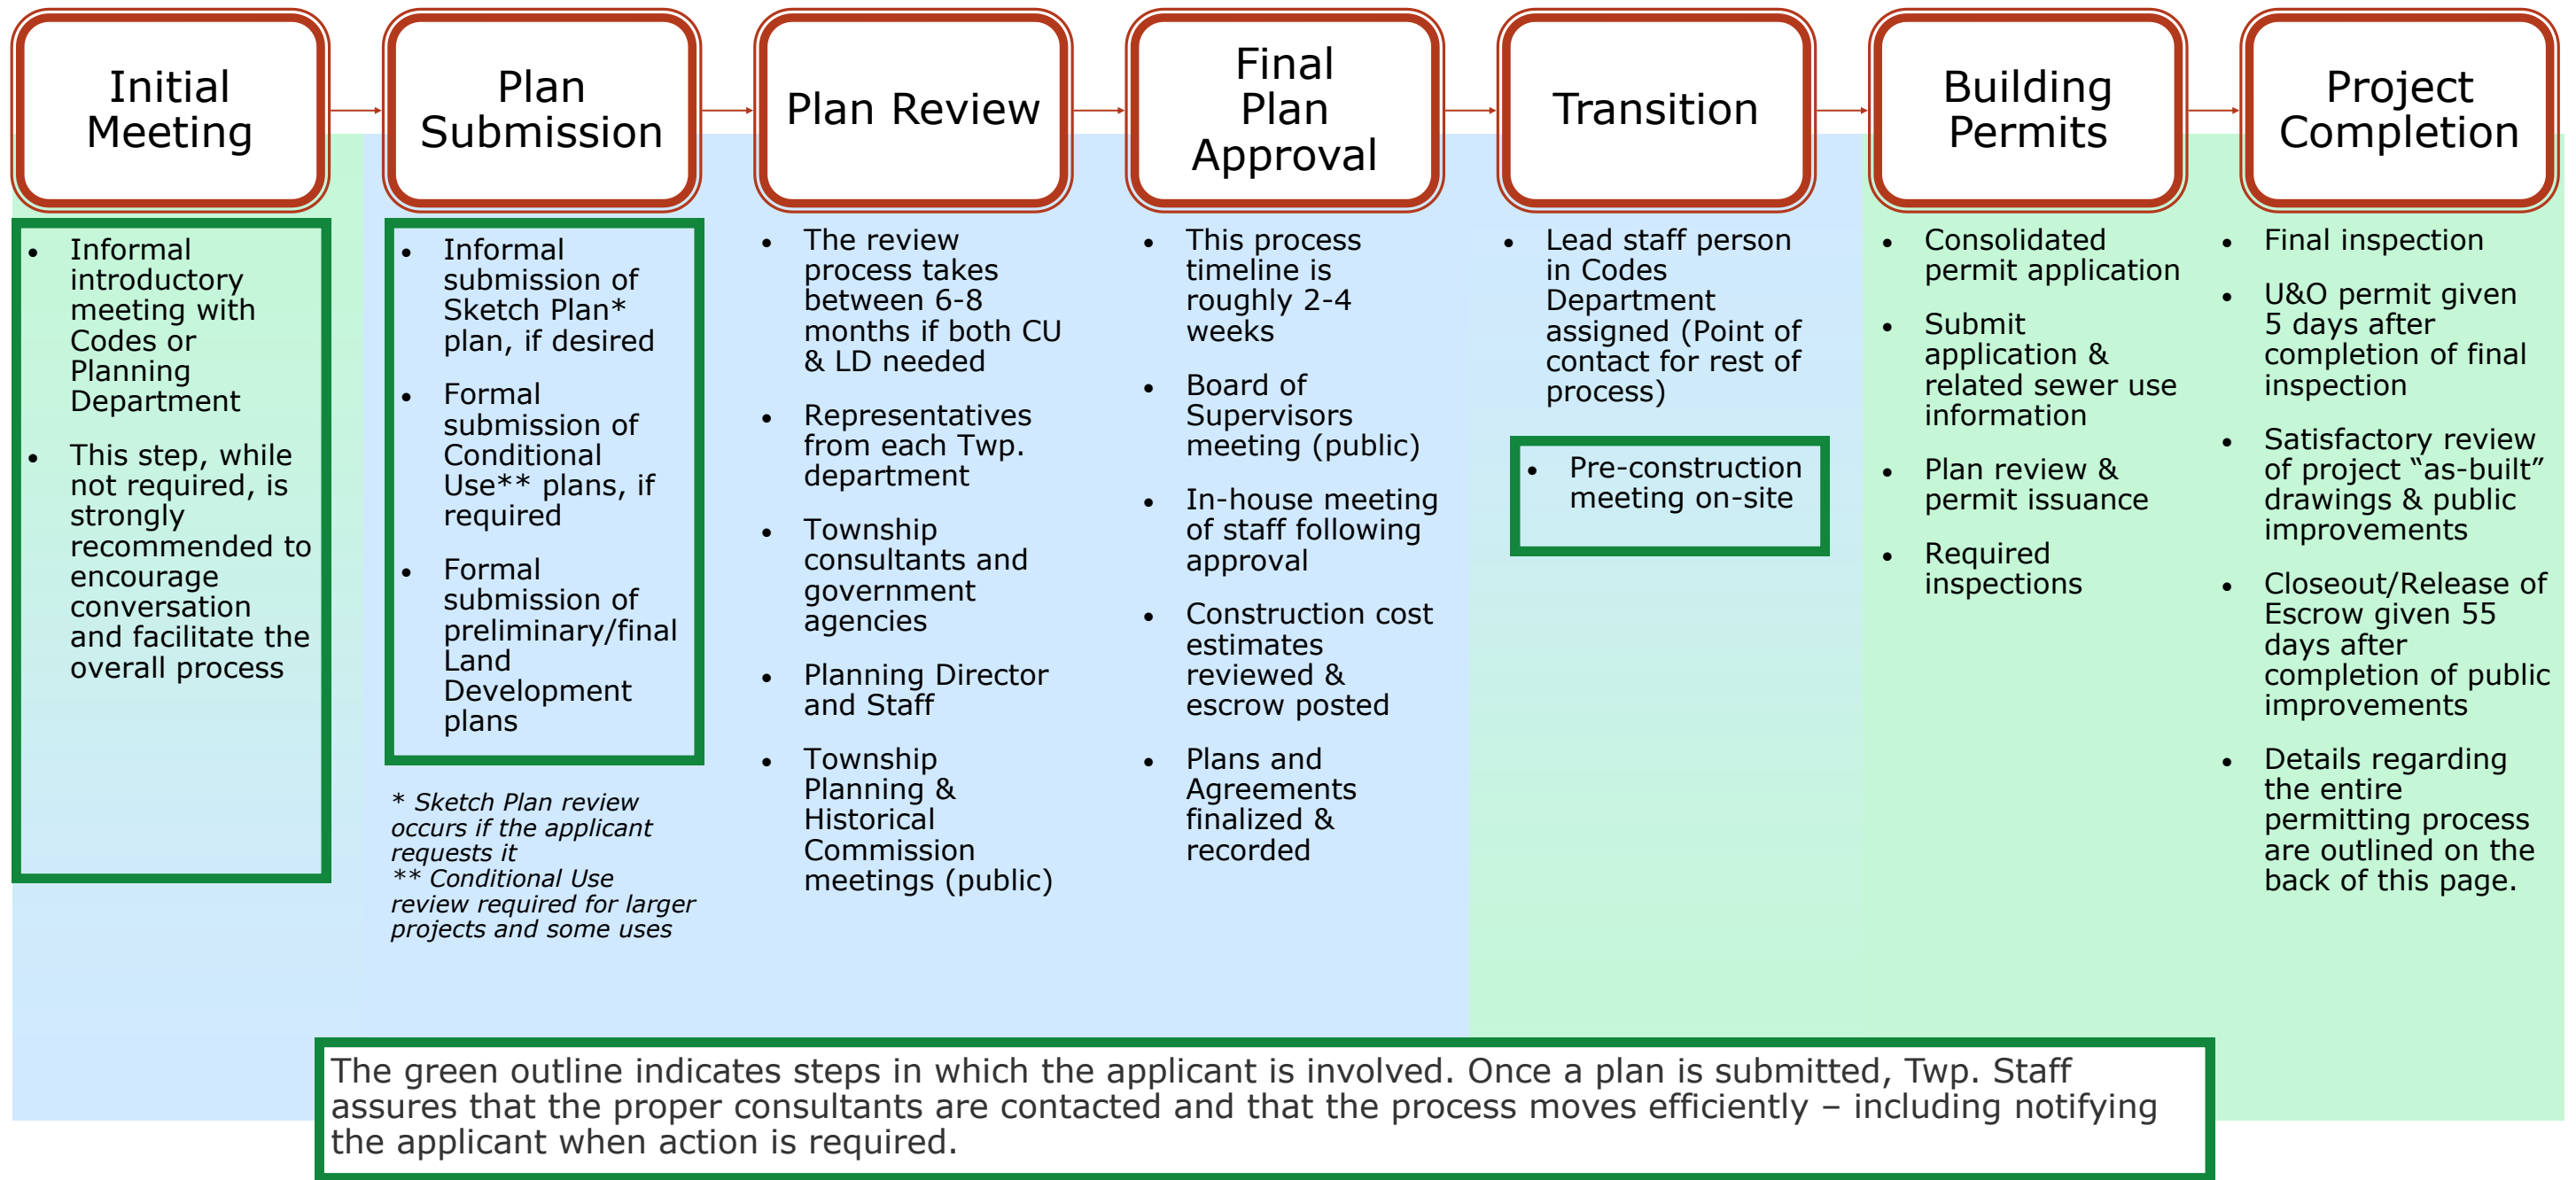 Initial
Meeting
Plan
Submission
Plan Review
Final
Plan
Approval
Transition
Building
Permits
Project
Completion
• Informal
introductory
meeting with
Codes or
Planning
Department
• This step, while
not required, is
strongly
recommended to
encourage
conversation
and facilitate the
overall process
• Informal
submission of
Sketch Plan*
plan, if desired
• Formal
submission of
Conditional
Use** plans, if
required
• Formal
submission of
preliminary/final
Land
Development
plans
* Sketch Plan review
occurs if the applicant
requests it
** Conditional Use
review required for larger
projects and some uses
• The review
process takes
between 6-8
months if both CU
& LD needed
• Representatives
from each Twp.
department
• Township
consultants and
government
agencies
• Planning Director
and Staff
• Township
Planning &
Historical
Commission
meetings (public)
• This process
timeline is
roughly 2-4
weeks
• Board of
Supervisors
meeting (public)
• In-house meeting
of staff following
approval
• Construction cost
estimates
reviewed &
escrow posted
• Plans and
Agreements
finalized &
recorded
• Lead staff person
in Codes
Department
assigned (Point of
contact for rest of
process)
• Pre-construction
meeting on-site
• Consolidated
permit application
• Submit
application &
related sewer use
information
• Plan review &
permit issuance
• Required
inspections
• Final inspection
• U&O permit given
5 days after
completion of final
inspection
• Satisfactory review
of project “as-built”
drawings & public
improvements
• Closeout/Release of
Escrow given 55
days after
completion of public
improvements
• Details regarding
the entire
permitting process
are outlined on the
back of this page.
The green outline indicates steps in which the applicant is involved. Once a plan is submitted, Twp. Staff
assures that the proper consultants are contacted and that the process moves efficiently – including notifying
the applicant when action is required.